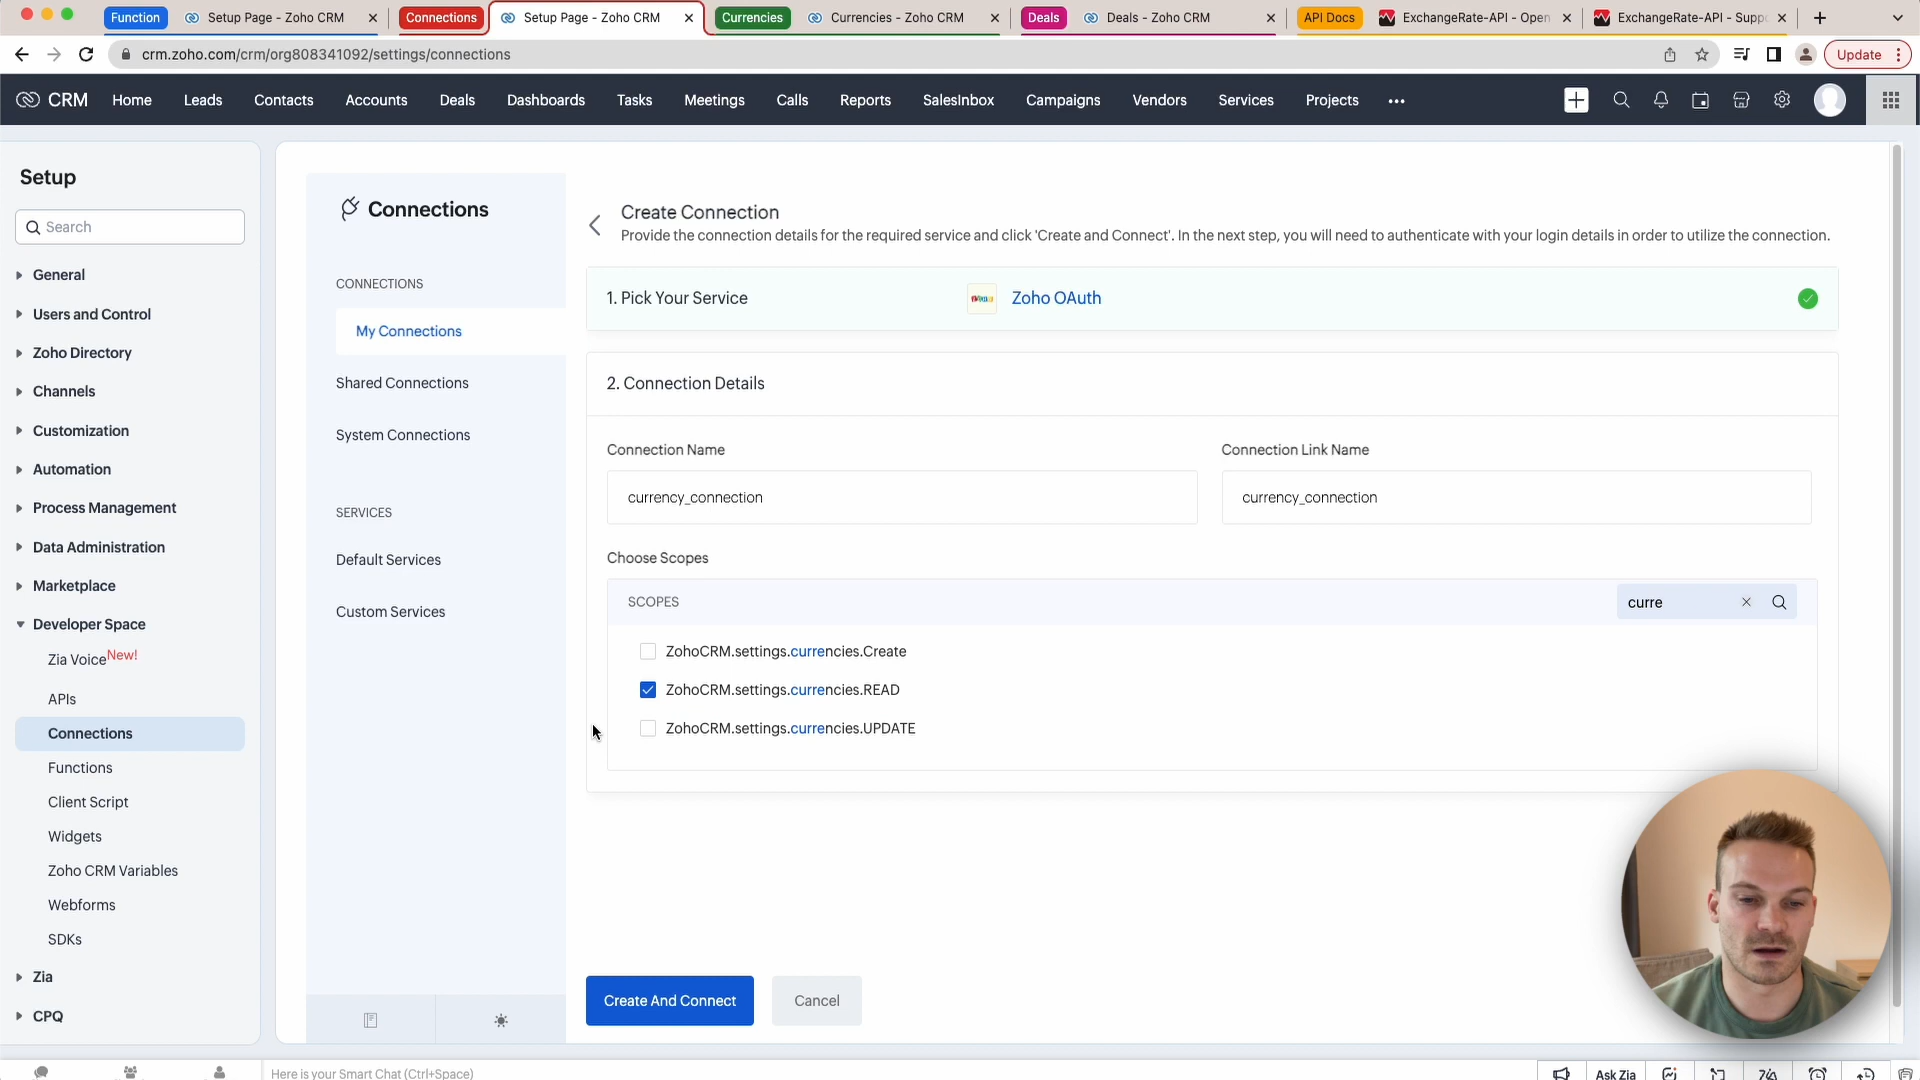 Function
Setup Page - Zoho CRM
Connections
Setup Page - Zoho CRM
Currencies
Currencies - Zoho CRM
Deals
Deals - Zoho CRM
API Docs
ExchangeRate-API - Open
ExchangeRate-API - Supp
crm.zoho.com/crm/org808341092/settings/connections
Update
CRM
Home
Leads
Contacts
Accounts
Deals
Dashboards
Tasks
Meetings
Calls
Reports
SalesInbox
Campaigns
Vendors
Services
Projects
Setup
Search
General
Users and Control
Zoho Directory
Channels
Customization
Automation
Process Management
Data Administration
Marketplace
Developer Space
Zia Voice New!
APIs
Connections
Functions
Client Script
Widgets
Zoho CRM Variables
Webforms
SDKs
Zia
CPQ
Connections
CONNECTIONS
My Connections
Shared Connections
System Connections
SERVICES
Default Services
Custom Services
Create Connection
Provide the connection details for the required service and click 'Create and Connect'. In the next step, you will need to authenticate with your login details in order to utilize the connection.
1. Pick Your Service
Zoho OAuth
2. Connection Details
Connection Name
Connection Link Name
currency_connection
currency_connection
Choose Scopes
SCOPES
curre
ZohoCRM.settings.currencies.Create
ZohoCRM.settings.currencies.READ
ZohoCRM.settings.currencies.UPDATE
Create And Connect
Cancel
Here is your Smart Chat (Ctrl+Space)
Ask Zia